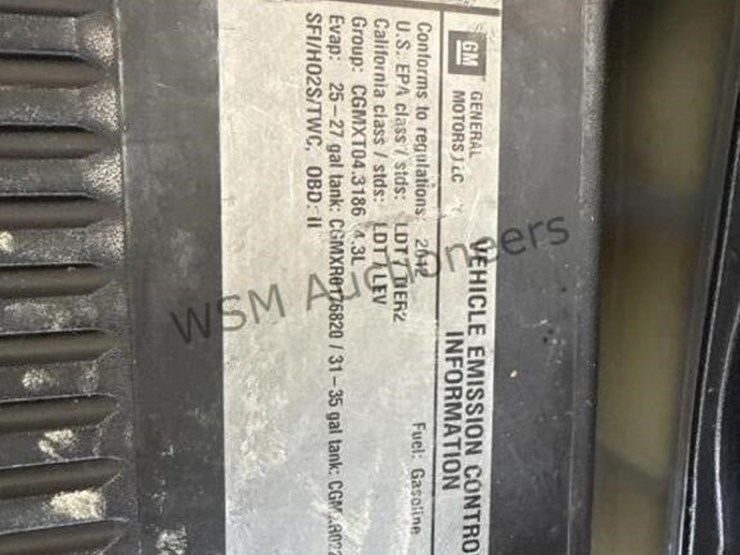 GM
GENERAL
MOTORS LLC
VEHICLE EMISSION CONTRO
INFORMATION
Conforms to regulations: 2012 Fuel: Gasoline
U.S. EPA class / stds: LDT / TIER2
California class / stds: LDT / LEV
Group: CGMXT04.3186 4.3L
Evap: 25-27 gal tank: CGMXR0176820 / 31-35 gal tank:
SFI/HO2S/TWC, OBD: II
WSM Auctioneers